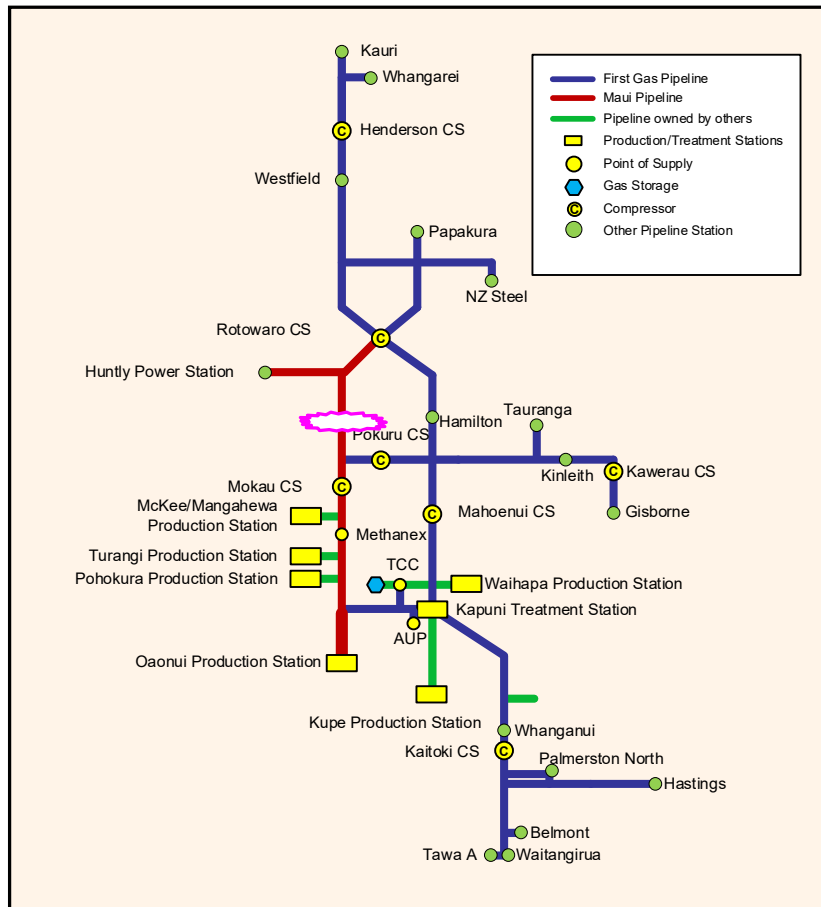 Kauri
Whangarei
Henderson CS
Westfield
Papakura
NZ Steel
Rotowaro CS
Huntly Power Station
Hamilton
Tauranga
Pokuru CS
Kinleith
Kawerau CS
Mokau CS
McKee/Mangahewa
Production Station
Mahoenui CS
Gisborne
Methanex
Turangi Production Station
TCC
Pohokura Production Station
Waihapa Production Station
Kapuni Treatment Station
AUP
Oaonui Production Station
Kupe Production Station
Whanganui
Kaitoki CS
Palmerston North
Hastings
Belmont
Tawa A
Waitangirua
First Gas Pipeline
Maui Pipeline
Pipeline owned by others
Production/Treatment Stations
Point of Supply
Gas Storage
Compressor
Other Pipeline Station
C
C
C
C
C
C
C
C